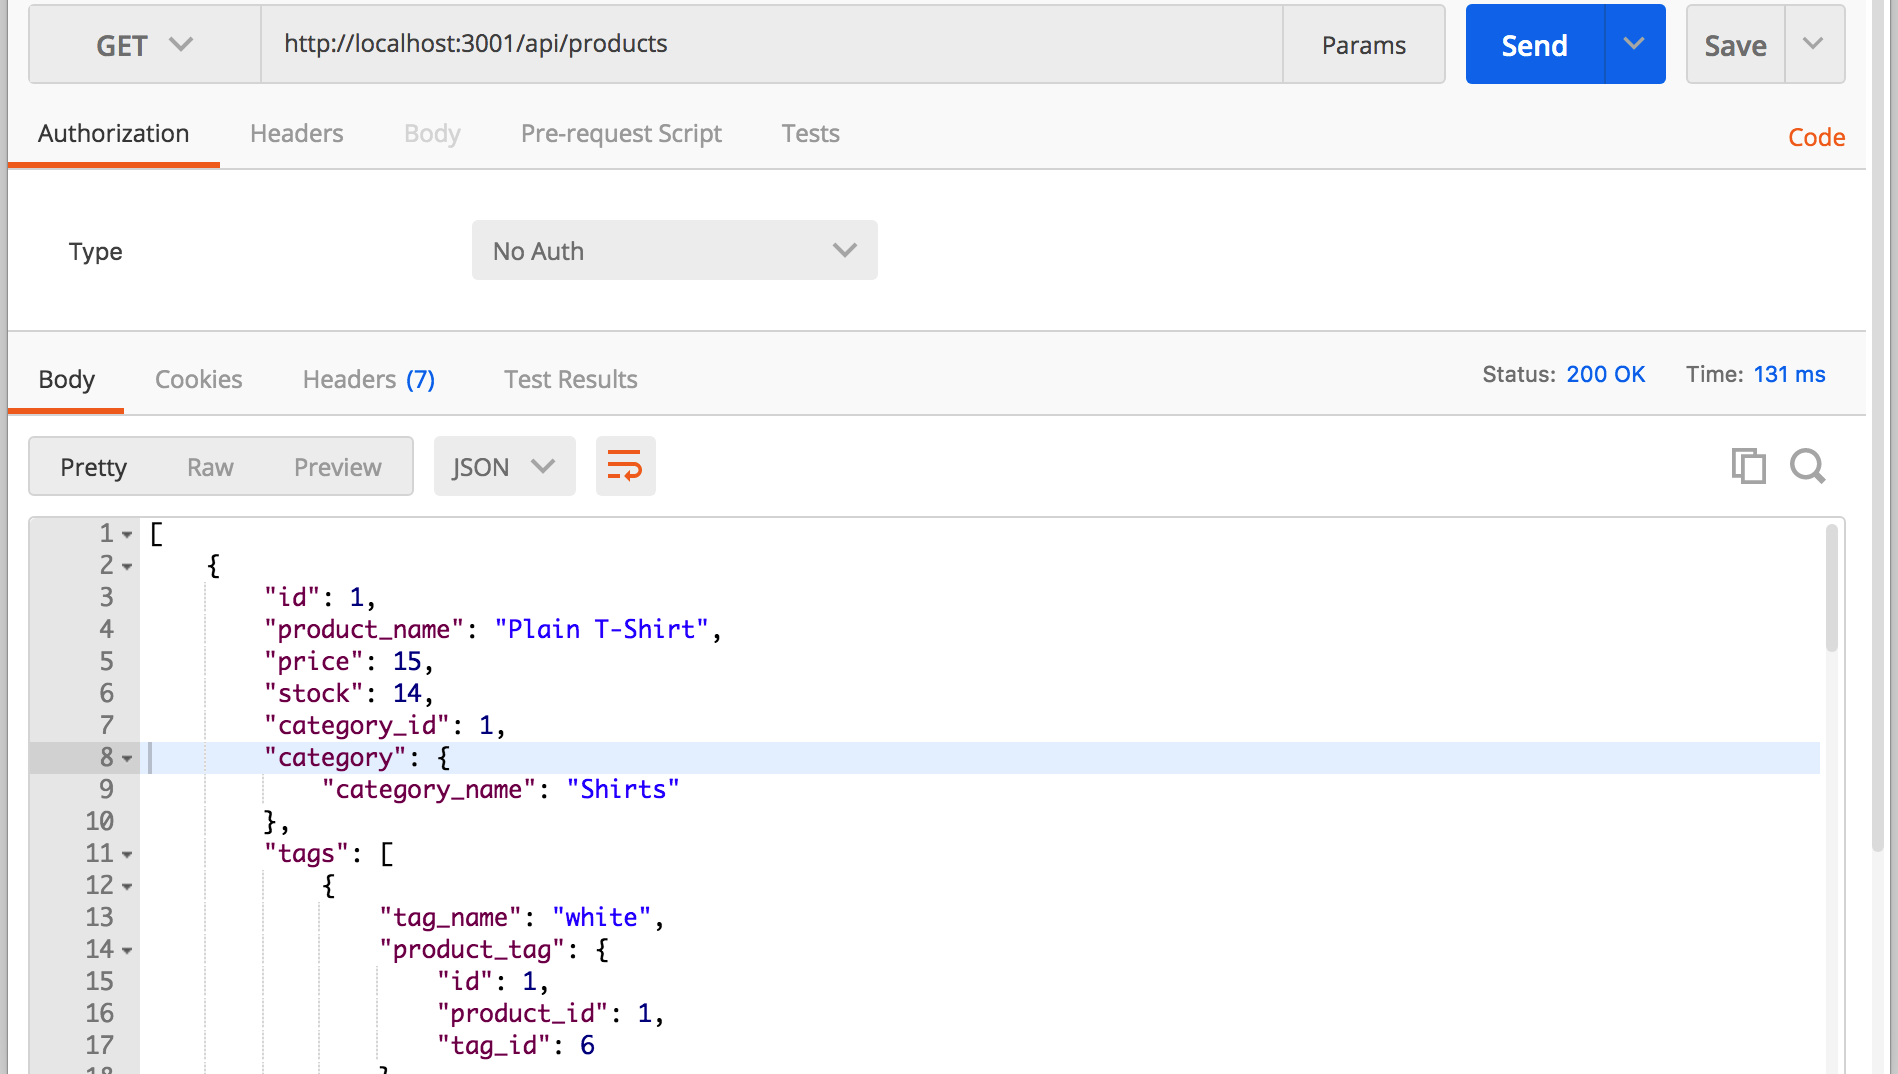 GET http://localhost:3001/api/products Params Send Save
Authorization Headers Body Pre-request Script Tests Code
Type No Auth
Body Cookies Headers (7) Test Results Status: 200 OK Time: 131 ms
Pretty Raw Preview JSON
1 [
2 {
3 "id": 1,
4 "product_name": "Plain T-Shirt",
5 "price": 15,
6 "stock": 14,
7 "category_id": 1,
8 "category": {
9 "category_name": "Shirts"
10 },
11 "tags": [
12 {
13 "tag_name": "white",
14 "product_tag": {
15 "id": 1,
16 "product_id": 1,
17 "tag_id": 6
18 }